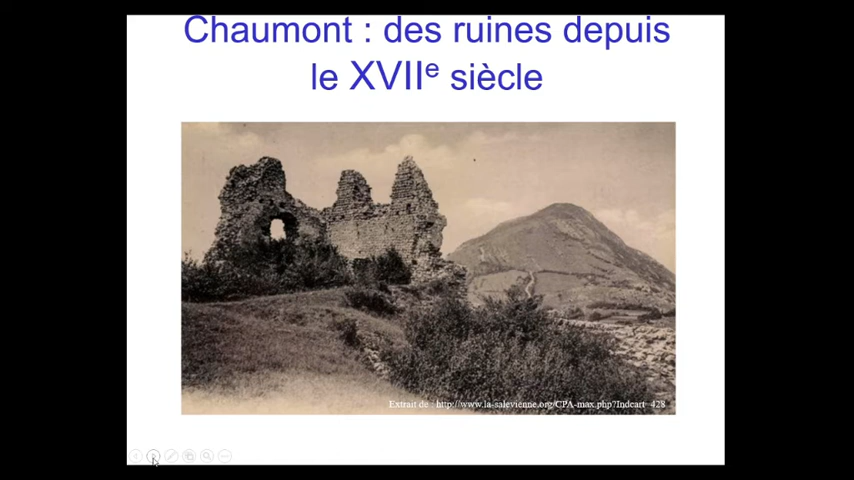 Chaumont : des ruines depuis
le XVIIe siècle
Extrait de : http://www.la-salevienne.org/CPA-max.php?Indcart=428